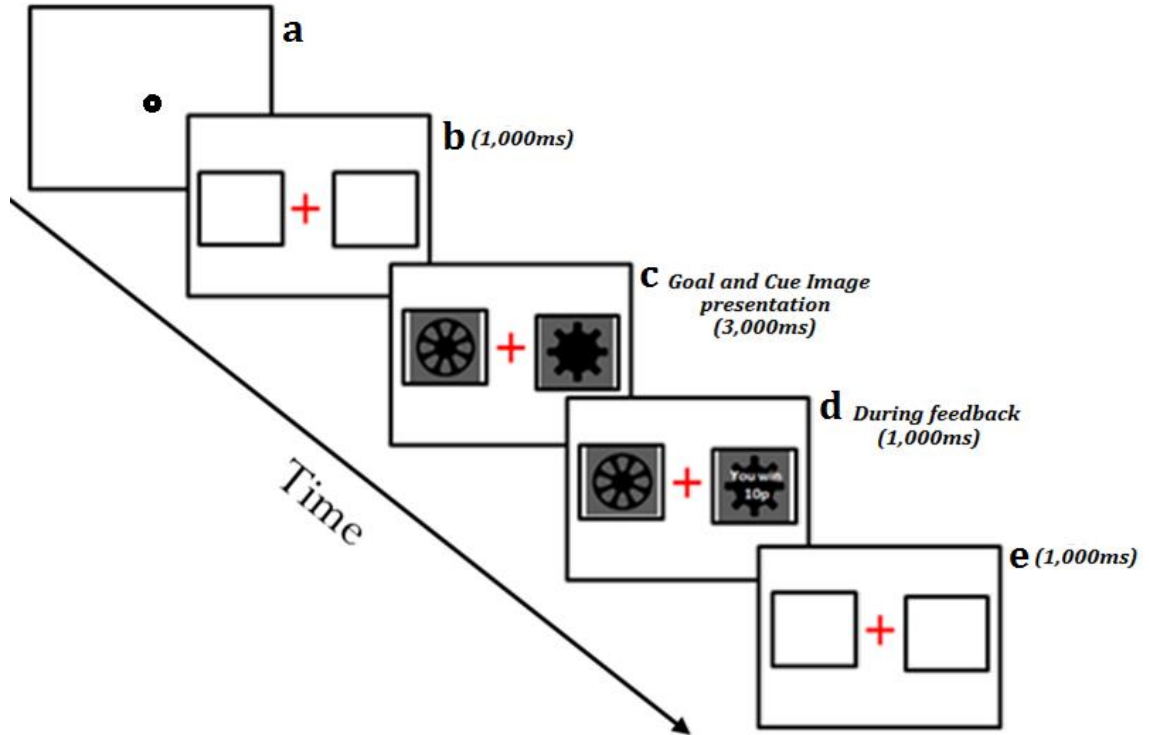 a
b (1,000ms)
c Goal and Cue Image
presentation
(3,000ms)
d During feedback
(1,000ms)
You win
10p
Time
e (1,000ms)